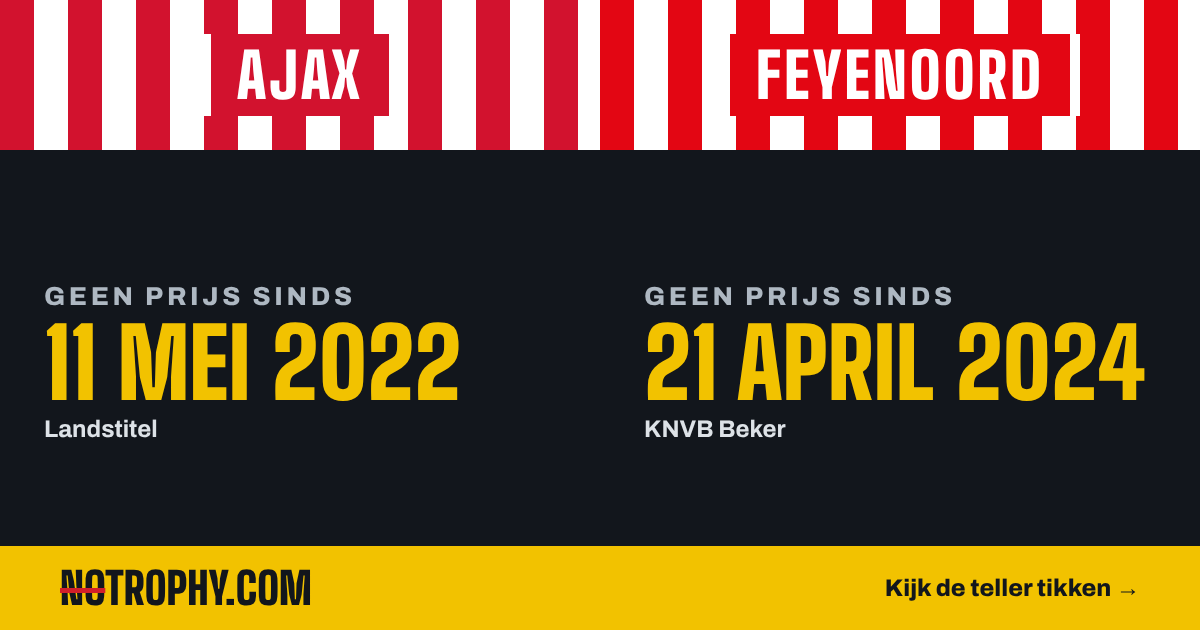 AJAX
FEYENOORD
GEEN PRIJS SINDS
11 MEI 2022
Landstitel
GEEN PRIJS SINDS
21 APRIL 2024
KNVB Beker
NOTROPHY.COM
Kijk de teller tikken →